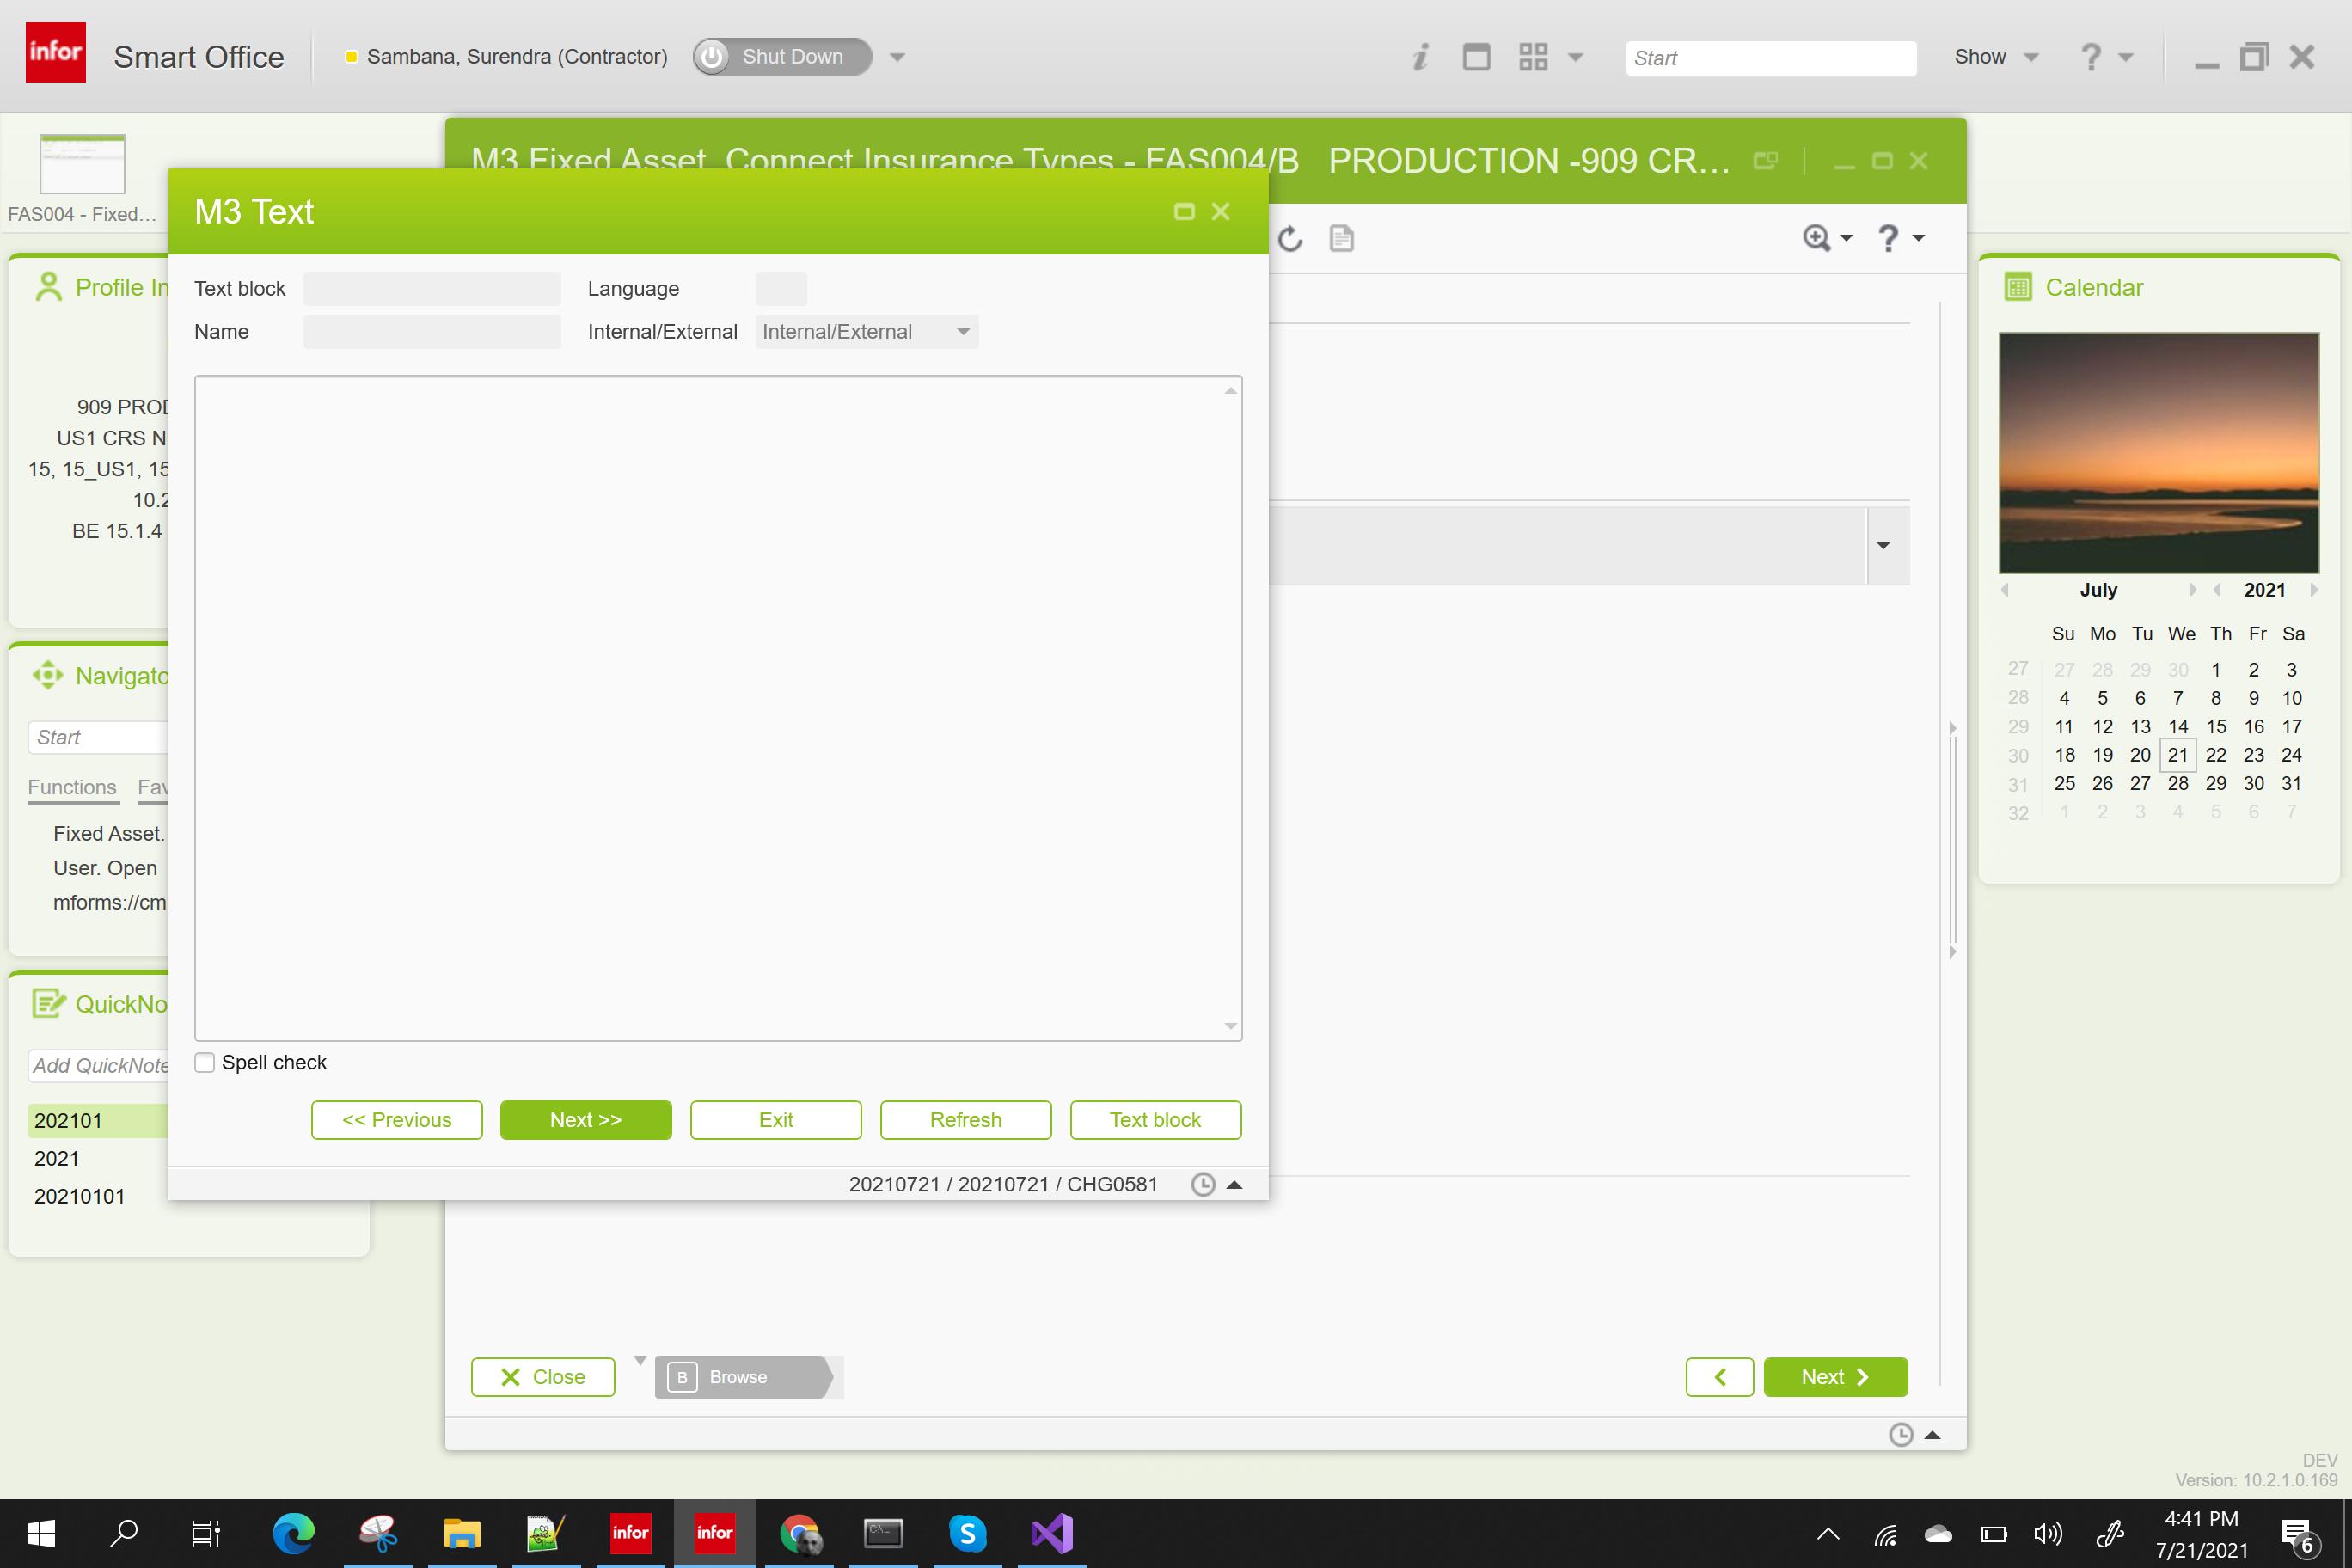 infor Smart Office Sambana, Surendra (Contractor) Shut Down Start Show ?
FAS004 - Fixed...
M3 Fixed Asset. Connect Insurance Types - FAS004/B PRODUCTION -909 CR...
M3 Text
Text block Language
Name Internal/External Internal/External
Spell check
<< Previous Next >> Exit Refresh Text block
20210721 / 20210721 / CHG0581
Close B Browse Next
Profile In
909 PROD
US1 CRS N
15, 15_US1, 15
10.2
BE 15.1.4
Navigato
Start
Functions Fav
Fixed Asset.
User. Open
mforms://cmp
QuickNo
Add QuickNote
202101
2021
20210101
Calendar
July 2021
Su Mo Tu We Th Fr Sa
27 27 28 29 30 1 2 3
28 4 5 6 7 8 9 10
29 11 12 13 14 15 16 17
30 18 19 20 21 22 23 24
31 25 26 27 28 29 30 31
32 1 2 3 4 5 6 7
DEV
Version: 10.2.1.0.169
infor infor C:\ S
4:41 PM
7/21/2021
6